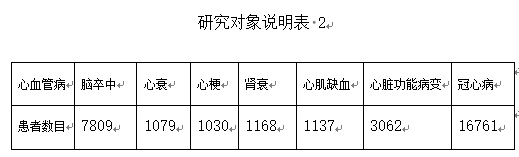 研究对象说明表 2
心血管病 脑卒中 心衰 心梗 肾衰 心肌缺血 心脏功能病变 冠心病
患者数目 7809 1079 1030 1168 1137 3062 16761